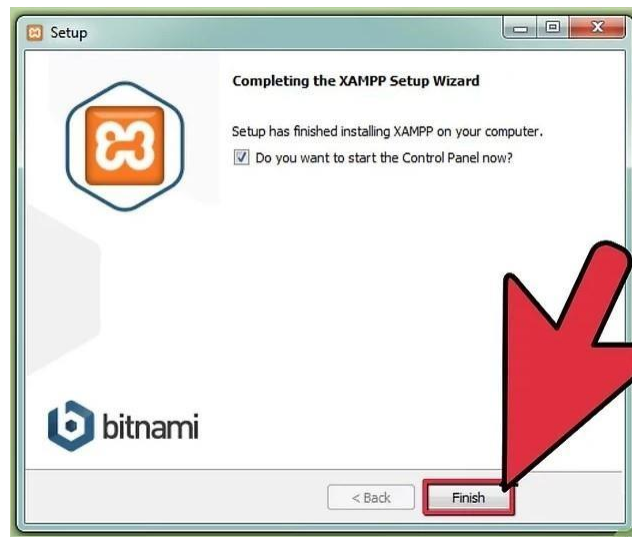 Setup
Completing the XAMPP Setup Wizard
Setup has finished installing XAMPP on your computer.
Do you want to start the Control Panel now?
bitnami
< Back
Finish